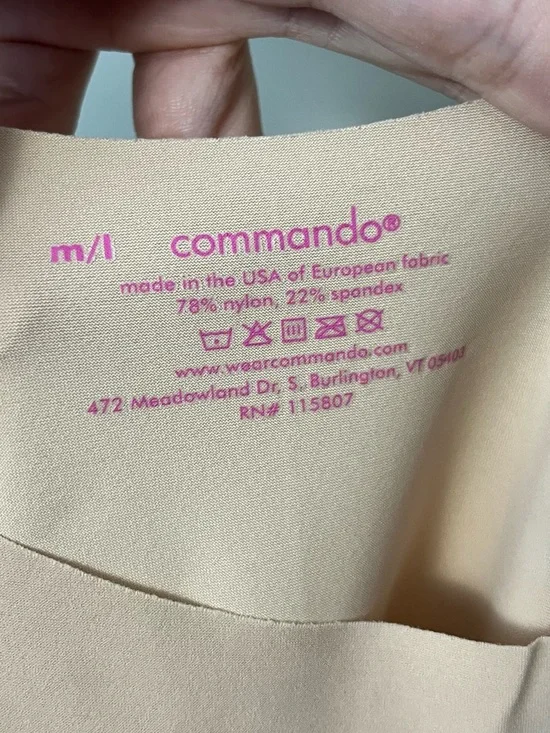 m/l commando®
made in the USA of European fabric
78% nylon, 22% spandex
www.wearcommando.com
472 Meadowland Dr, S. Burlington, VT 05403
RN# 115807